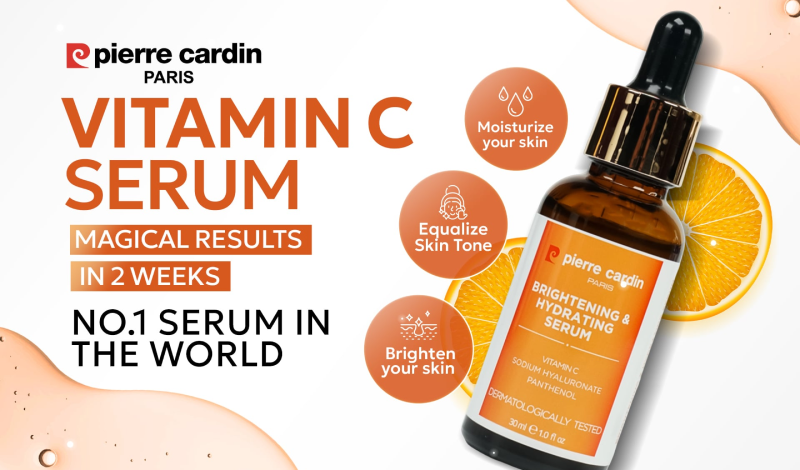 pierre cardin
PARIS
VITAMIN C
SERUM
MAGICAL RESULTS
IN 2 WEEKS
NO.1 SERUM IN
THE WORLD
Moisturize
your skin
Equalize
Skin Tone
Brighten
your skin
pierre cardin
PARIS
BRIGHTENING &
HYDRATING
SERUM
VITAMIN C
SODIUM HYALURONATE
PANTHENOL
DERMATOLOGICALLY TESTED
30 ml ℮ 1.0 fl oz